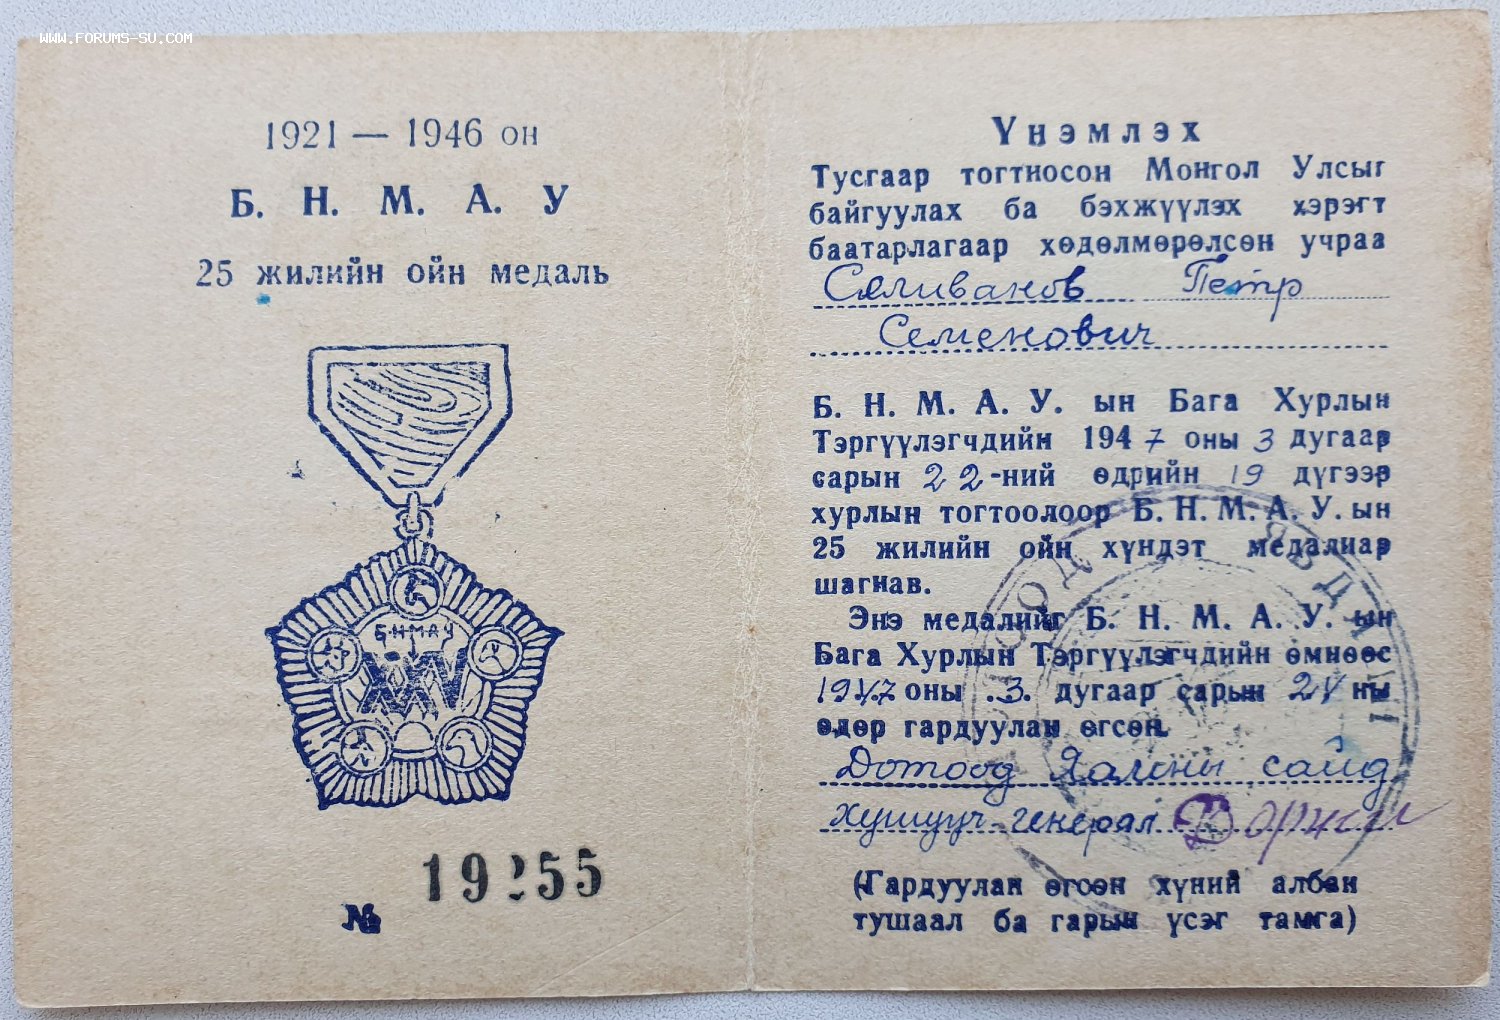 www.forums-su.com
1921 — 1946 он
Б. Н. М. А. У
25 жилийн ойн медаль
БНМАУ
XXV
№ 19255
Үнэмлэх
Тусгаар тогтносон Монгол Улсыг
байгуулах ба бэхжүүлэх хэрэгт
баатарлагаар хөдөлмөрөлсөн учраа
Селиванов Петр
Семенович
Б. Н. М. А. У. ын Бага Хурлын
Тэргүүлэгчдийн 1947 оны 3 дугаар
сарын 22-ний өдрийн 19 дүгээр
хурлын тогтоолоор Б. Н. М. А. У. ын
25 жилийн ойн хүндэт медалиар
шагнав.
Энэ медалийг Б. Н. М. А. У. ын
Бага Хурлын Тэргүүлэгчдийн өмнөөс
1947 оны 3. дугаар сарын 24 ны
өдөр гардуулан өгсөн.
Дотоод Яамны сайд
хушууч-генерал Доржи
(Гардуулан өгсөн хүний албан
тушаал ба гарын үсэг тамга)